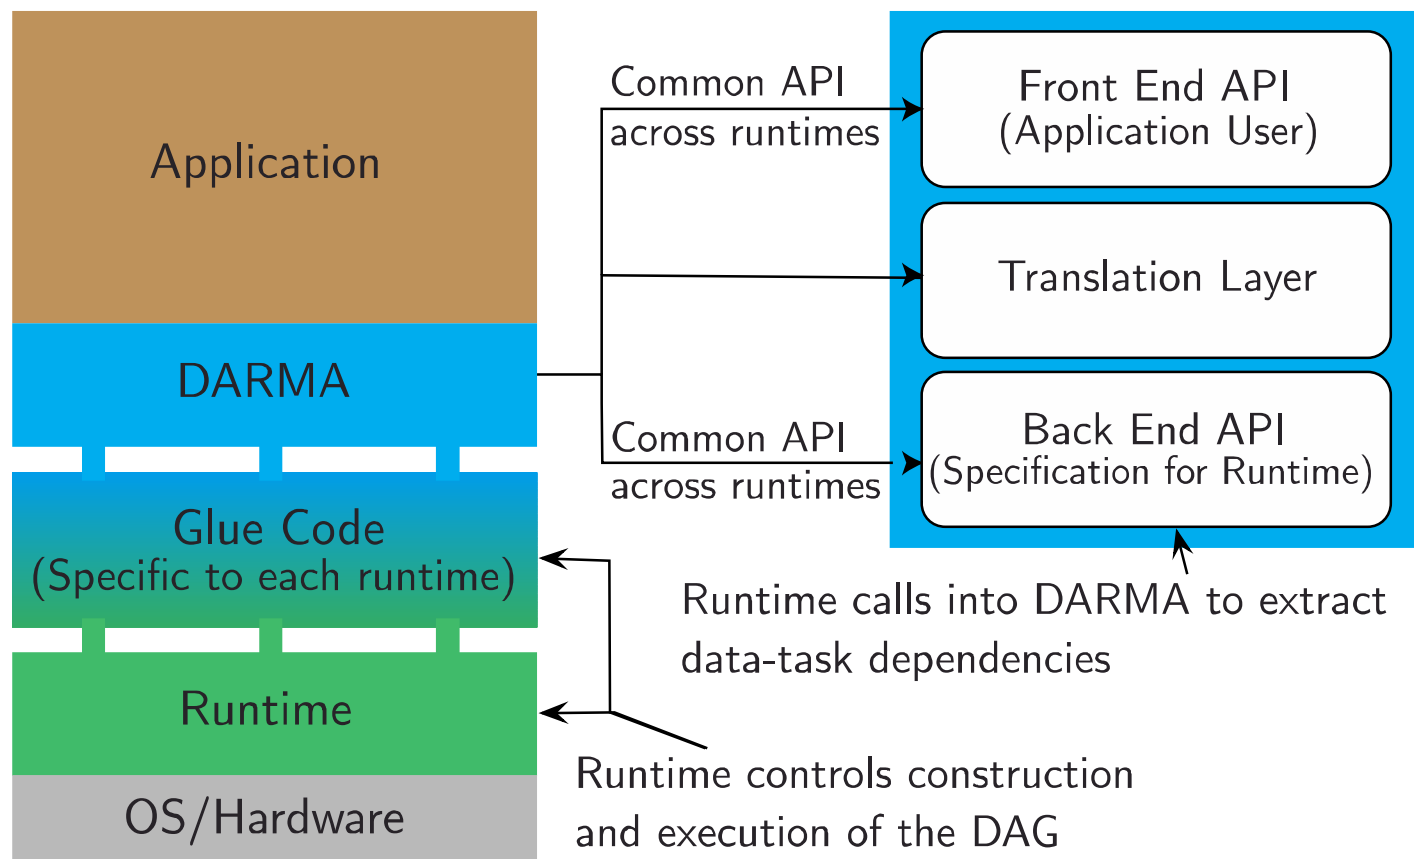 Application
DARMA
Glue Code
(Specific to each runtime)
Runtime
OS/Hardware
Common API
across runtimes
Common API
across runtimes
Front End API
(Application User)
Translation Layer
Back End API
(Specification for Runtime)
Runtime calls into DARMA to extract
data-task dependencies
Runtime controls construction
and execution of the DAG